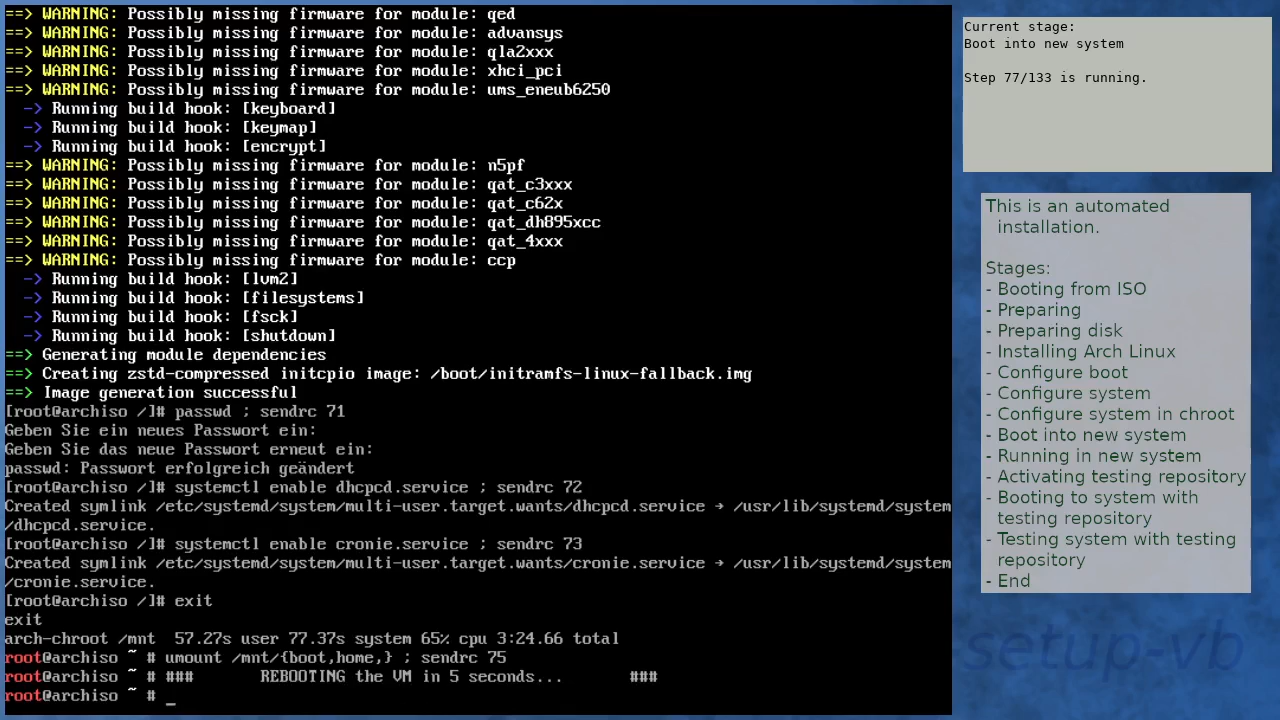 ==> WARNING: Possibly missing firmware for module: qed
==> WARNING: Possibly missing firmware for module: advansys
==> WARNING: Possibly missing firmware for module: qla2xxx
==> WARNING: Possibly missing firmware for module: xhci_pci
==> WARNING: Possibly missing firmware for module: ums_eneub6250
  -> Running build hook: [keyboard]
  -> Running build hook: [keymap]
  -> Running build hook: [encrypt]
==> WARNING: Possibly missing firmware for module: n5pf
==> WARNING: Possibly missing firmware for module: qat_c3xxx
==> WARNING: Possibly missing firmware for module: qat_c62x
==> WARNING: Possibly missing firmware for module: qat_dh895xcc
==> WARNING: Possibly missing firmware for module: qat_4xxx
==> WARNING: Possibly missing firmware for module: ccp
  -> Running build hook: [lvm2]
  -> Running build hook: [filesystems]
  -> Running build hook: [fsck]
  -> Running build hook: [shutdown]
==> Generating module dependencies
==> Creating zstd-compressed initcpio image: /boot/initramfs-linux-fallback.img
==> Image generation successful
[root@archiso /]# passwd ; sendrc 71
Geben Sie ein neues Passwort ein:
Geben Sie das neue Passwort erneut ein:
passwd: Passwort erfolgreich geändert
[root@archiso /]# systemctl enable dhcpcd.service ; sendrc 72
Created symlink /etc/systemd/system/multi-user.target.wants/dhcpcd.service → /usr/lib/systemd/system
/dhcpcd.service.
[root@archiso /]# systemctl enable cronie.service ; sendrc 73
Created symlink /etc/systemd/system/multi-user.target.wants/cronie.service → /usr/lib/systemd/system
/cronie.service.
[root@archiso /]# exit
exit
arch-chroot /mnt  57.27s user 77.37s system 65% cpu 3:24.66 total
root@archiso ~ # umount /mnt/{boot,home,} ; sendrc 75
root@archiso ~ # ###       REBOOTING the VM in 5 seconds...       ###
root@archiso ~ # _
Current stage:
Boot into new system
Step 77/133 is running.
This is an automated
installation.
Stages:
- Booting from ISO
- Preparing
- Preparing disk
- Installing Arch Linux
- Configure boot
- Configure system
- Configure system in chroot
- Boot into new system
- Running in new system
- Activating testing repository
- Booting to system with
testing repository
- Testing system with testing
repository
- End
setup-vb